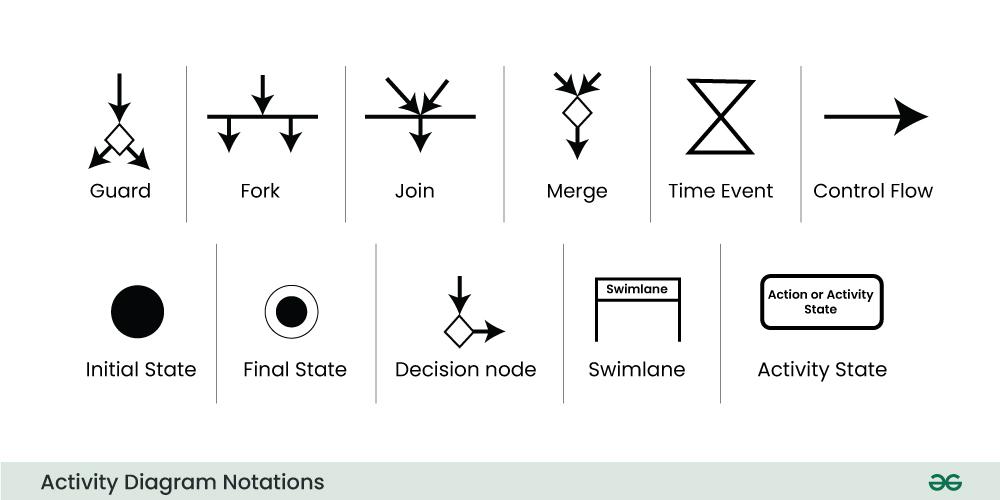 Guard
Fork
Join
Merge
Time Event
Control Flow
Swimlane
Action or Activity
State
Initial State
Final State
Decision node
Swimlane
Activity State
Activity Diagram Notations